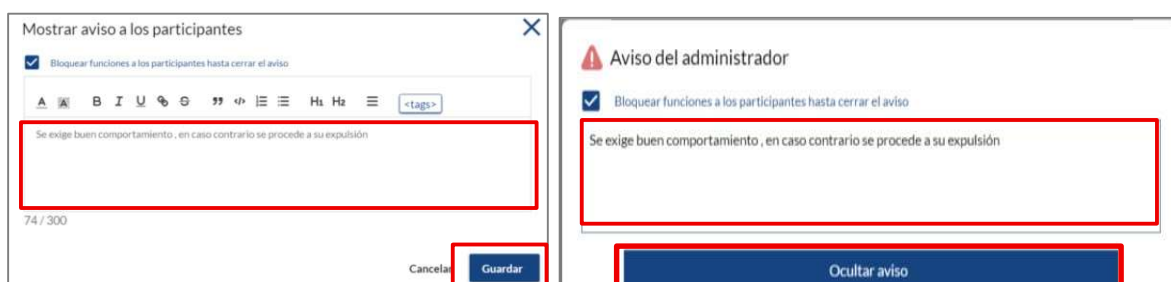 Mostrar aviso a los participantes
Bloquear funciones a los participantes hasta cerrar el aviso
A A B I U S ” </> H1 H2 <tags>
Se exige buen comportamiento , en caso contrario se procede a su expulsión
74 / 300
Cancelar Guardar
Aviso del administrador
Bloquear funciones a los participantes hasta cerrar el aviso
Se exige buen comportamiento , en caso contrario se procede a su expulsión
Ocultar aviso